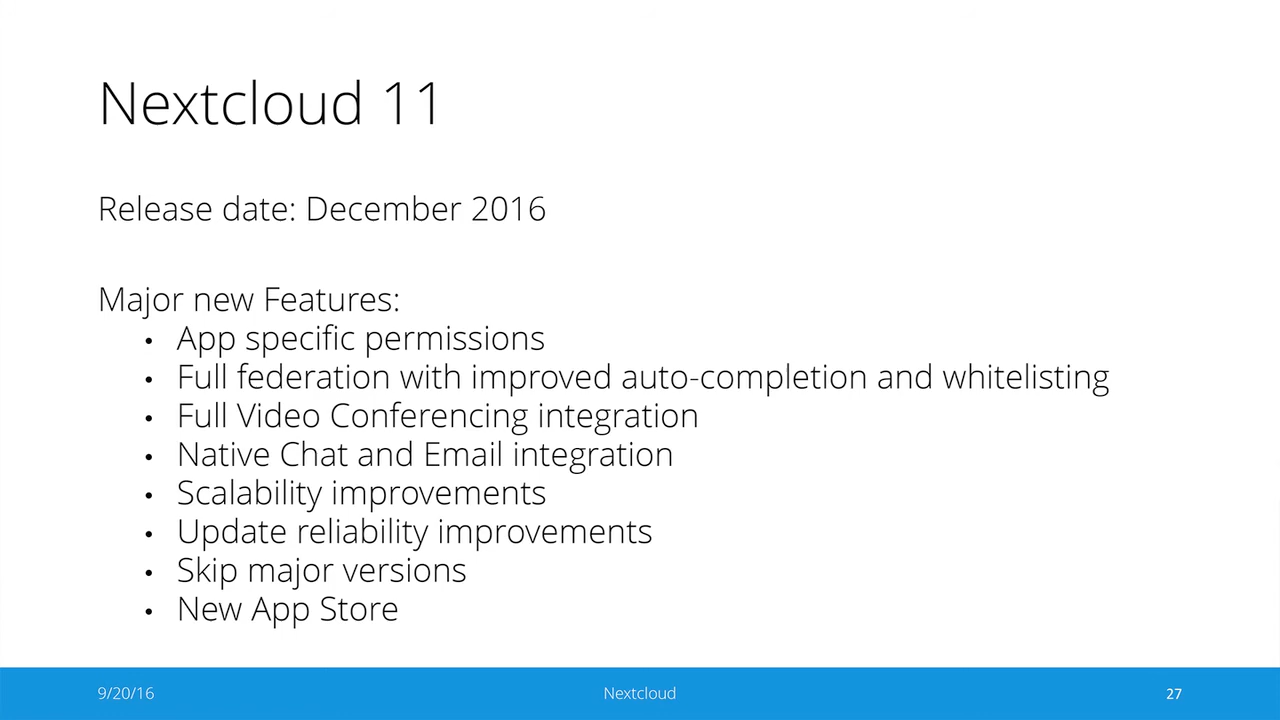 Nextcloud 11
Release date: December 2016
Major new Features:
• App specific permissions
• Full federation with improved auto-completion and whitelisting
• Full Video Conferencing integration
• Native Chat and Email integration
• Scalability improvements
• Update reliability improvements
• Skip major versions
• New App Store
9/20/16 Nextcloud 27